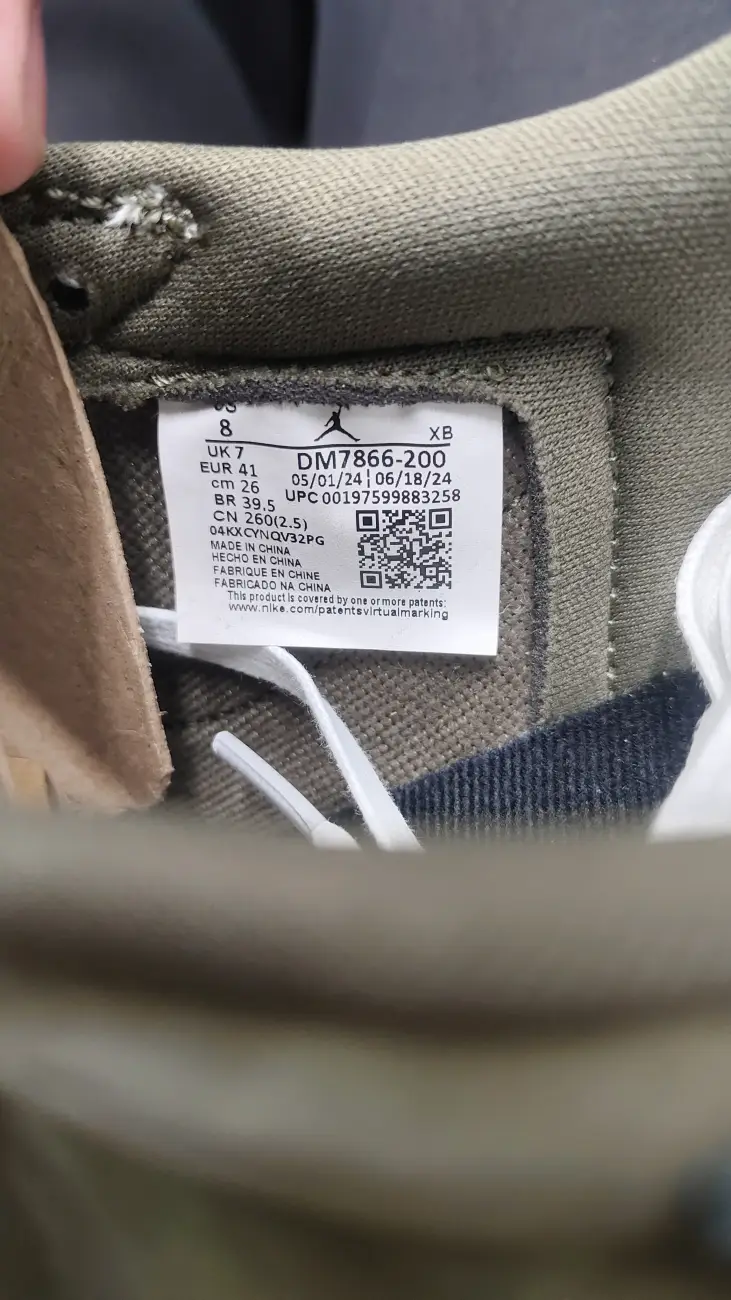 US
8
XB
UK 7
EUR 41
cm 26
BR 39,5
CN 260(2.5)
04KXCYNQV32PG
DM7866-200
05/01/24 | 06/18/24
UPC 00197599883258
MADE IN CHINA
HECHO EN CHINA
FABRIQUE EN CHINE
FABRICADO NA CHINA
This product is covered by one or more patents:
www.nike.com/patentsvirtualmarking